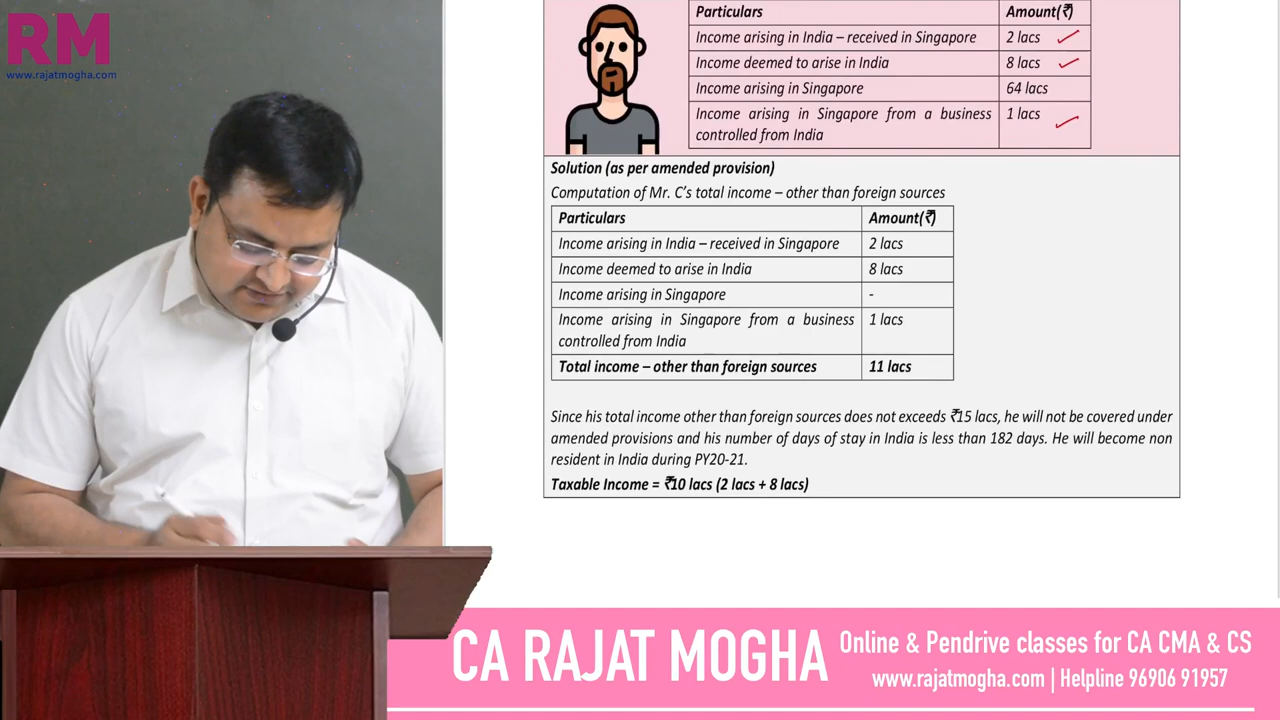 RM
www.rajatmogha.com
Particulars Amount(₹)
Income arising in India – received in Singapore 2 lacs
Income deemed to arise in India 8 lacs
Income arising in Singapore 64 lacs
Income arising in Singapore from a business 1 lacs
controlled from India
Solution (as per amended provision)
Computation of Mr. C's total income – other than foreign sources
Particulars Amount(₹)
Income arising in India – received in Singapore 2 lacs
Income deemed to arise in India 8 lacs
Income arising in Singapore -
Income arising in Singapore from a business 1 lacs
controlled from India
Total income – other than foreign sources 11 lacs
Since his total income other than foreign sources does not exceeds ₹15 lacs, he will not be covered under
amended provisions and his number of days of stay in India is less than 182 days. He will become non
resident in India during PY20-21.
Taxable Income = ₹10 lacs (2 lacs + 8 lacs)
CA RAJAT MOGHA
Online & Pendrive classes for CA CMA & CS
www.rajatmogha.com | Helpline 96906 91957